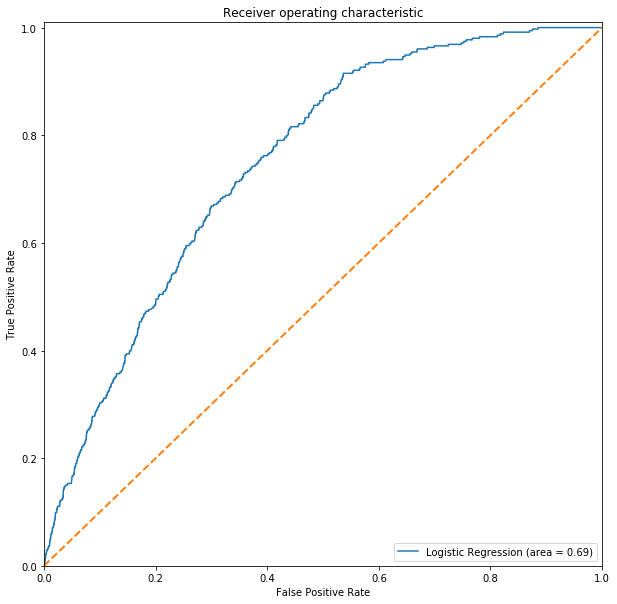 Receiver operating characteristic
True Positive Rate
1.0
0.8
0.6
0.4
0.2
0.0
Logistic Regression (area = 0.69)
0.0 0.2 0.4 0.6 0.8 1.0
False Positive Rate